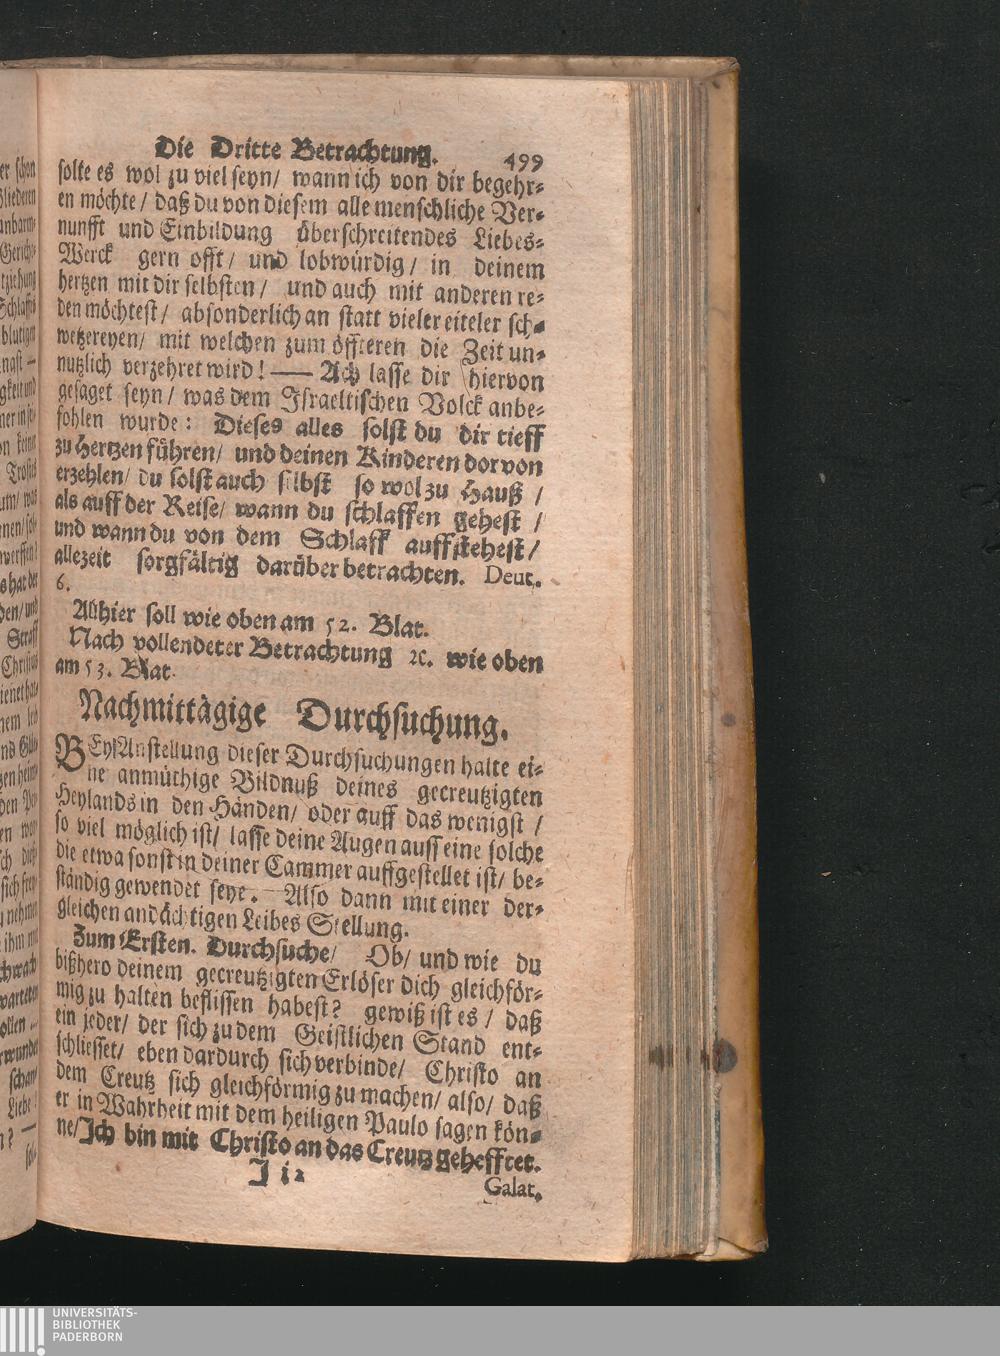 Die Dritte Betrachtung. 499
solte es wol zu viel seyn/ wann ich von dir begehr-
en möchte/ daß du von diesem alle menschliche Ver-
nunfft und Einbildung überschreitendes Liebes-
Werck gern offt/ und lobwürdig/ in deinem
hertzen mit dir selbsten/ und auch mit anderen re-
den möchtest/ absonderlich an statt vieler eiteler sch-
wetzereyen/ mit welchen zum öffteren die Zeit un-
nutzlich verzehret wird! — Ach lasse dir hiervon
gesaget seyn/ was dem Israeltischen Volck anbe-
fohlen wurde: Dieses alles solst du dir tieff
zu Hertzen führen/ und deinen Kinderen dorvon
erzehlen/ du solst auch selbst so wol zu Hauß /
als auff der Reise/ wann du schlaffen gehest /
und wann du von dem Schlaff auffstehest/
allezeit sorgfältig darüber betrachten. Deut.
6.
Allhier soll wie oben am 52. Blat.
Nach vollendeter Betrachtung ꝛc. wie oben
am 53. Blat.
Nachmittägige Durchsuchung.
BEy Anstellung dieser Durchsuchungen halte ei-
ne anmüthige Bildnuß deines gecreutzigten
Heylands in den Händen/ oder auff das wenigst /
so viel möglich ist/ lasse deine Augen auff eine solche
die etwa sonst in deiner Cammer auffgestellet ist/ be-
ständig gewendet seye. — Also dann mit einer der-
gleichen andächtigen Leibes Stellung.
Zum Ersten. Durchsuche/ Ob/ und wie du
bißhero deinem gecreutzigten Erlöser dich gleichför-
mig zu halten beflissen habest? gewiß ist es / daß
ein jeder/ der sich zu dem Geistlichen Stand ent-
schliesset/ eben dardurch sich verbinde/ Christo an
dem Creutz sich gleichförmig zu machen/ also/ daß
er in Wahrheit mit dem heiligen Paulo sagen kön-
ne/ Ich bin mit Christo an das Creutz gehefftet.
I i 2
Galat.
UNIVERSITÄTS-
BIBLIOTHEK
PADERBORN